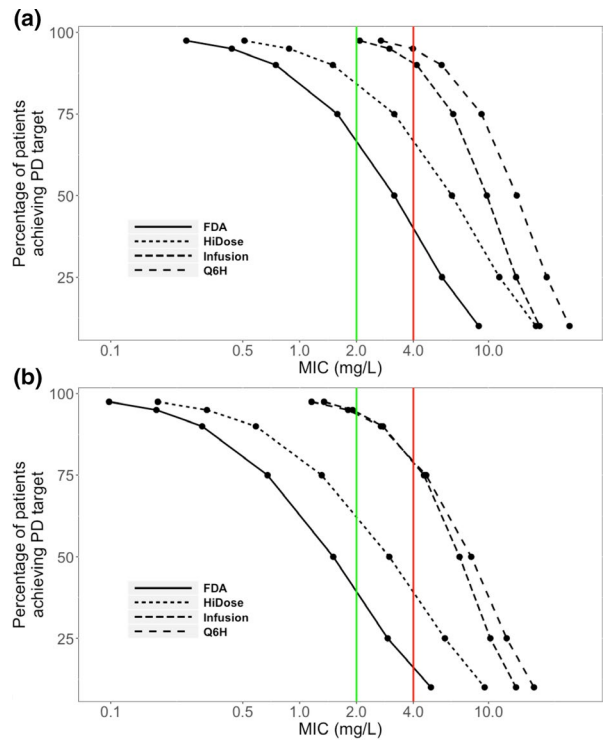 (a)
Percentage of patients
achieving PD target
100
75
50
25
FDA
HiDose
Infusion
Q6H
0.1 0.5 1.0 2.0 4.0 10.0
MIC (mg/L)
(b)
Percentage of patients
achieving PD target
100
75
50
25
FDA
HiDose
Infusion
Q6H
0.1 0.5 1.0 2.0 4.0 10.0
MIC (mg/L)